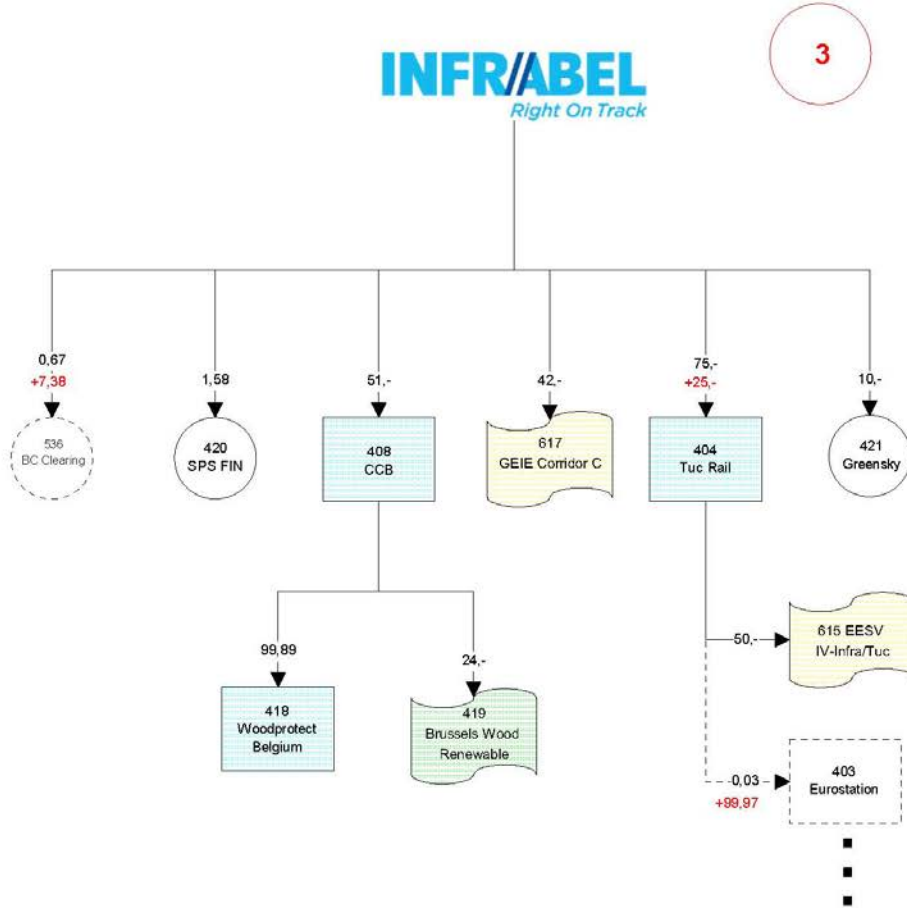 3
INFR//ABEL
Right On Track
0,67
+7,38
1,58
51,-
42,-
75,-
+25,-
10,-
536
BC Clearing
420
SPS FIN
408
CCB
617
GEIE Corridor C
404
Tuc Rail
421
Greensky
99,89
24,-
50,-
615 EESV
IV-Infra/Tuc
418
Woodprotect
Belgium
419
Brussels Wood
Renewable
0,03
+99,97
403
Eurostation